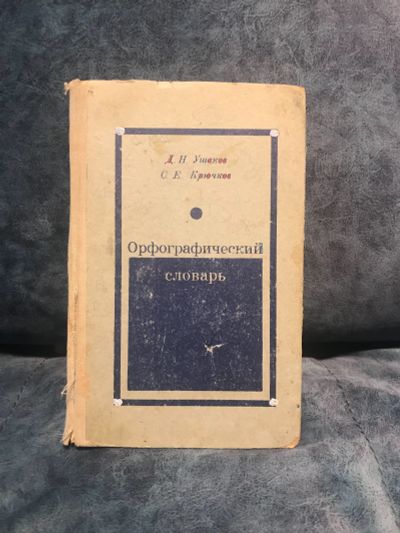 Д. Н. Ушаков
С. Е. Крючков
Орфографический
словарь